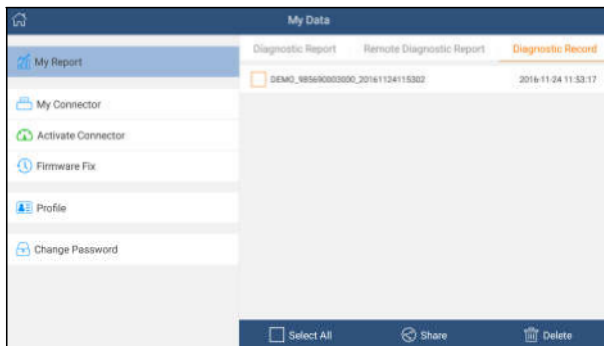 My Data
My Report
My Connector
Activate Connector
Firmware Fix
Profile
Change Password
Diagnostic Report Remote Diagnostic Report Diagnostic Record
DEMO_985690003000_20161124115302 2016-11-24 11:53:17
Select All Share Delete